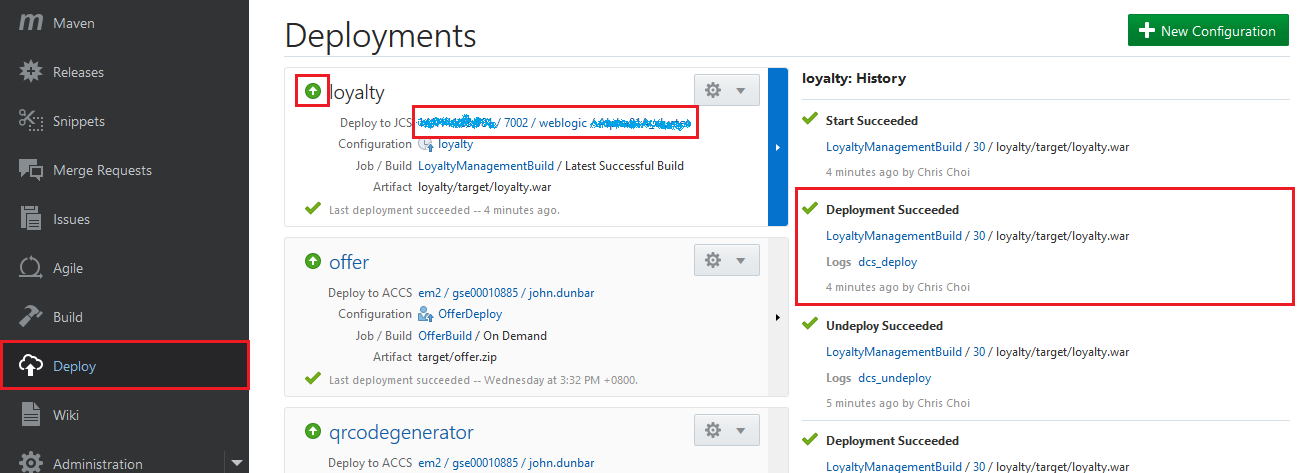 Maven
Releases
Snippets
Merge Requests
Issues
Agile
Build
Deploy
Wiki
Administration
Deployments
New Configuration
loyalty
Deploy to JCS / 7002 / weblogic
Configuration loyalty
Job / Build LoyaltyManagementBuild / Latest Successful Build
Artifact loyalty/target/loyalty.war
Last deployment succeeded -- 4 minutes ago.
offer
Deploy to ACCS em2 / gse00010885 / john.dunbar
Configuration OfferDeploy
Job / Build OfferBuild / On Demand
Artifact target/offer.zip
Last deployment succeeded -- Wednesday at 3:32 PM +0800.
qrcodegenerator
Deploy to ACCS em2 / gse00010885 / john.dunbar
loyalty: History
Start Succeeded
LoyaltyManagementBuild / 30 / loyalty/target/loyalty.war
4 minutes ago by Chris Choi
Deployment Succeeded
LoyaltyManagementBuild / 30 / loyalty/target/loyalty.war
Logs dcs_deploy
4 minutes ago by Chris Choi
Undeploy Succeeded
LoyaltyManagementBuild / 30 / loyalty/target/loyalty.war
Logs dcs_undeploy
5 minutes ago by Chris Choi
Deployment Succeeded
LoyaltyManagementBuild / 30 / loyalty/target/loyalty.war